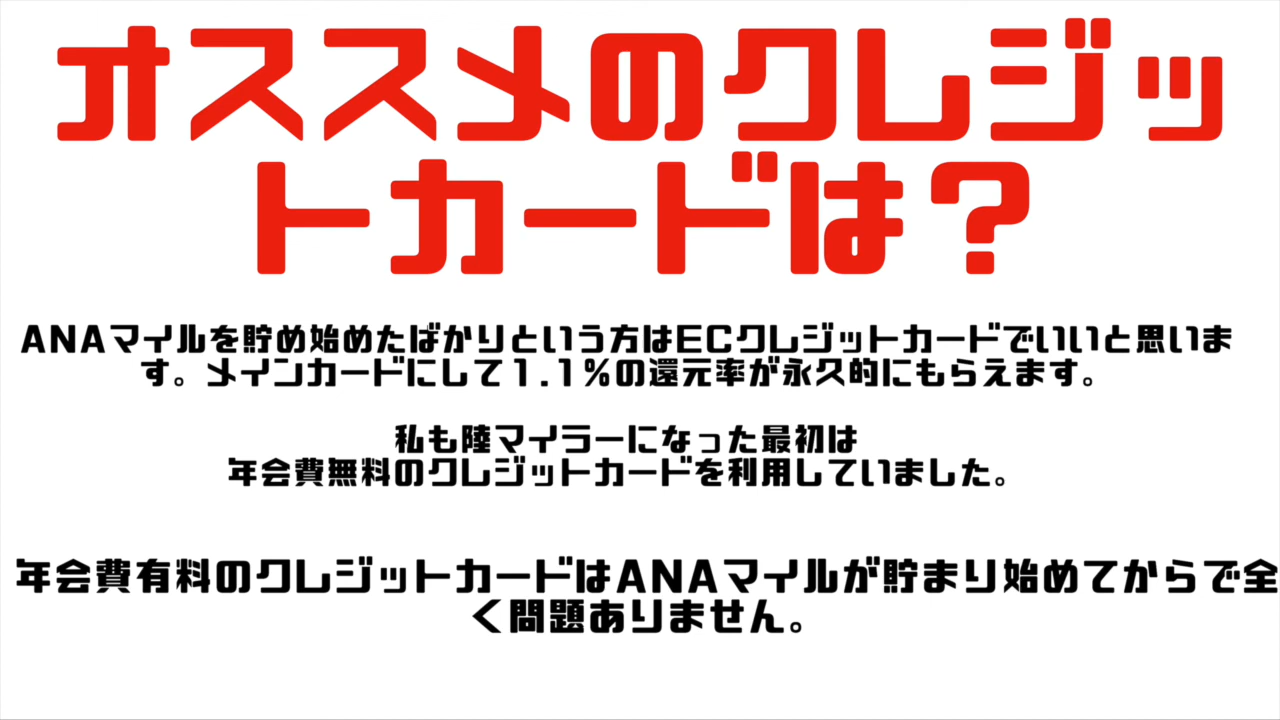 オススメのクレジッ
トカードは？
ANAマイルを貯め始めたばかりという方はECクレジットカードでいいと思いま
す。メインカードにして1.1%の還元率が永久的にもらえます。
私も陸マイラーになった最初は
年会費無料のクレジットカードを利用していました。
年会費有料のクレジットカードはANAマイルが貯まり始めてからで全
く問題ありません。